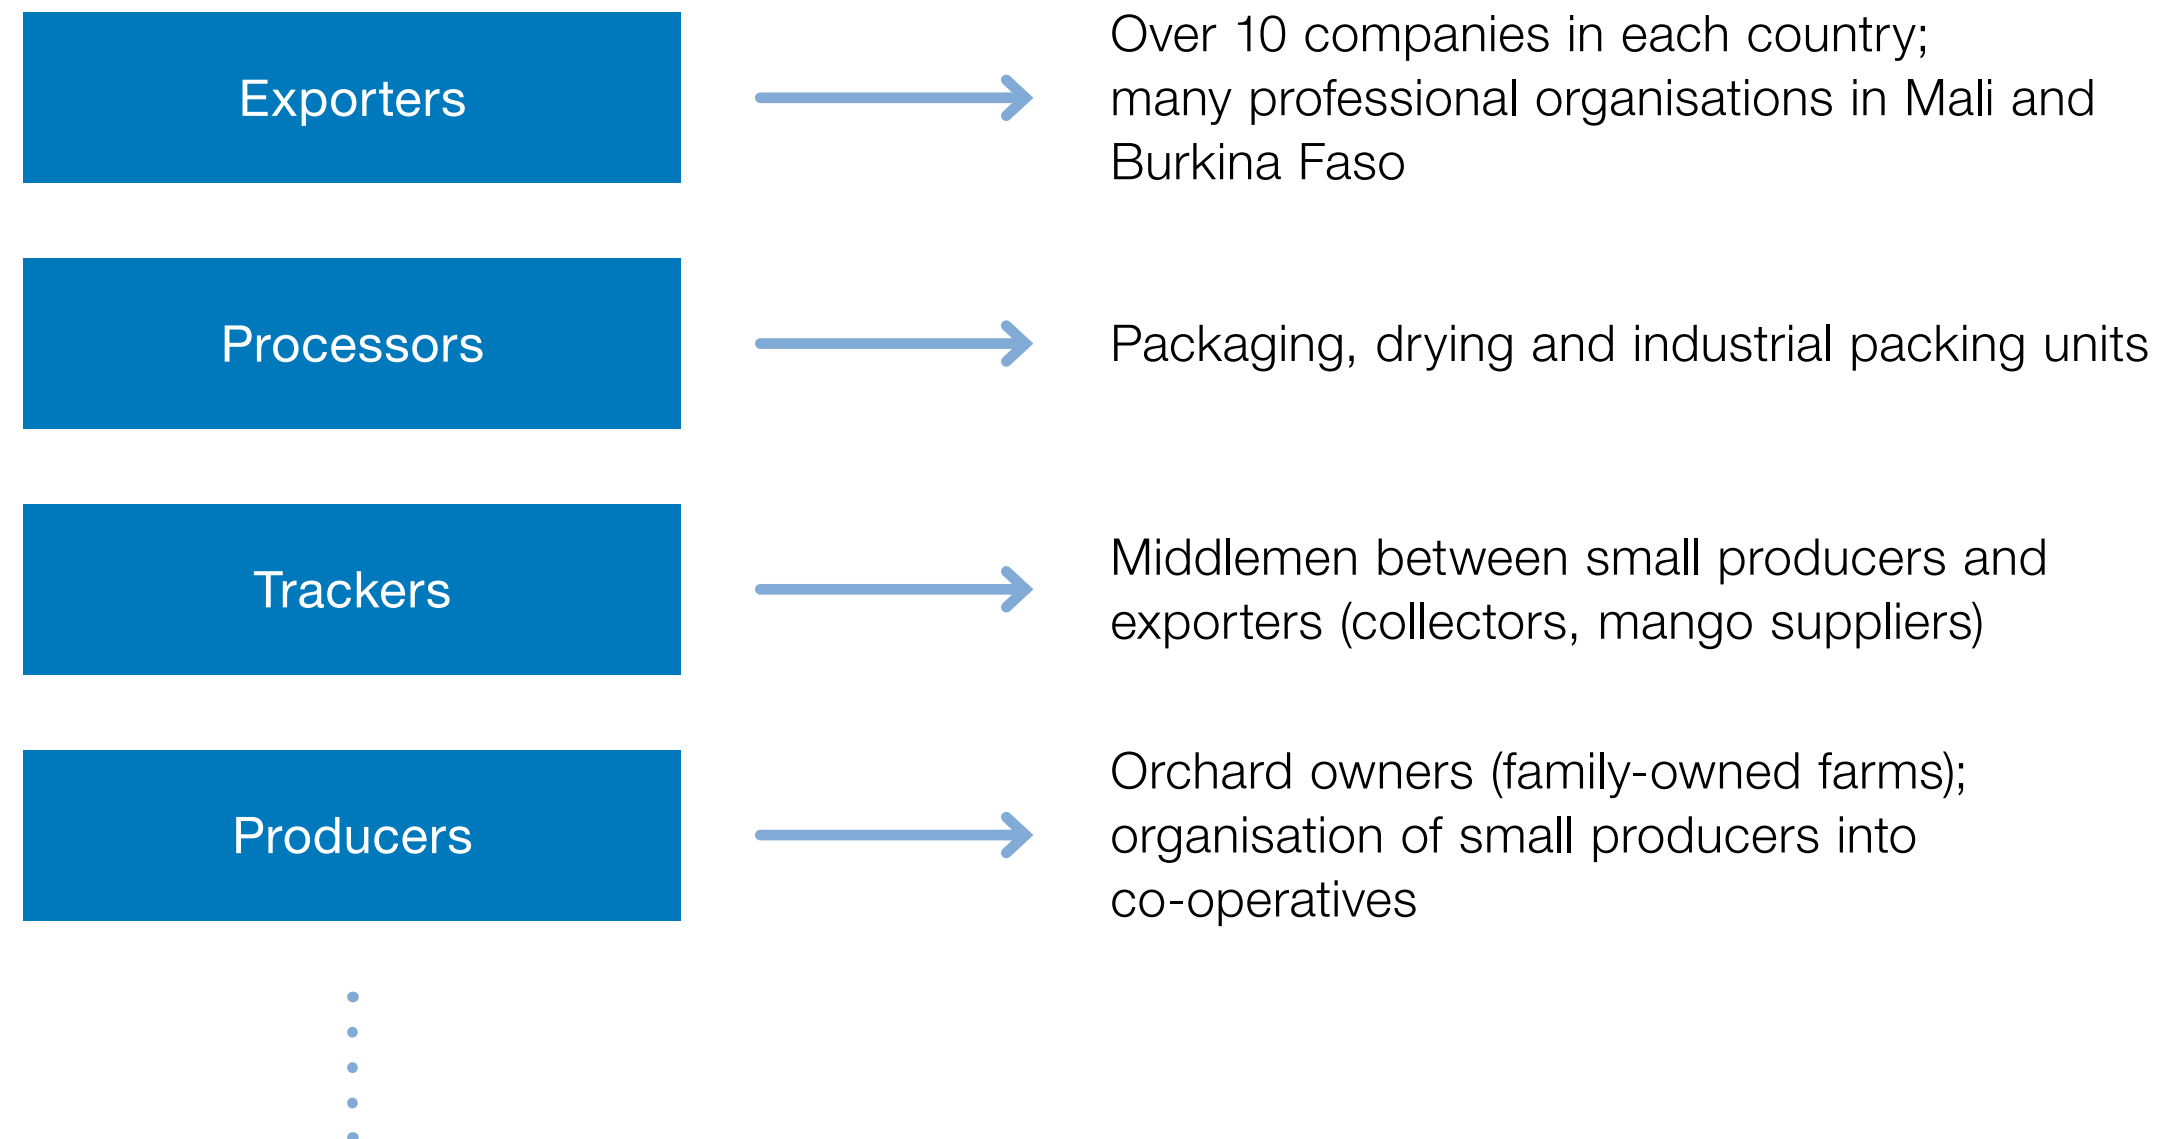 Exporters
Over 10 companies in each country;
many professional organisations in Mali and
Burkina Faso
Processors
Packaging, drying and industrial packing units
Trackers
Middlemen between small producers and
exporters (collectors, mango suppliers)
Producers
Orchard owners (family-owned farms);
organisation of small producers into
co-operatives